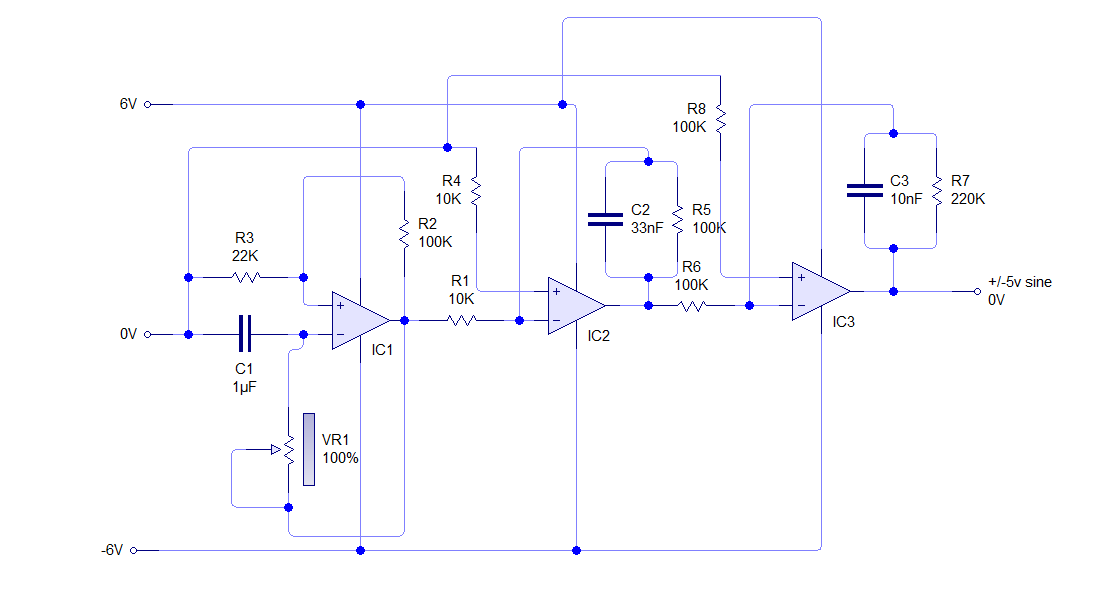 6V
R8
100K
R4
10K
C2
33nF
R5
100K
C3
10nF
R7
220K
R3
22K
R2
100K
R1
10K
R6
100K
+
-
IC1
+
-
IC2
+
-
IC3
+/-5v sine
0V
0V
C1
1µF
VR1
100%
-6V